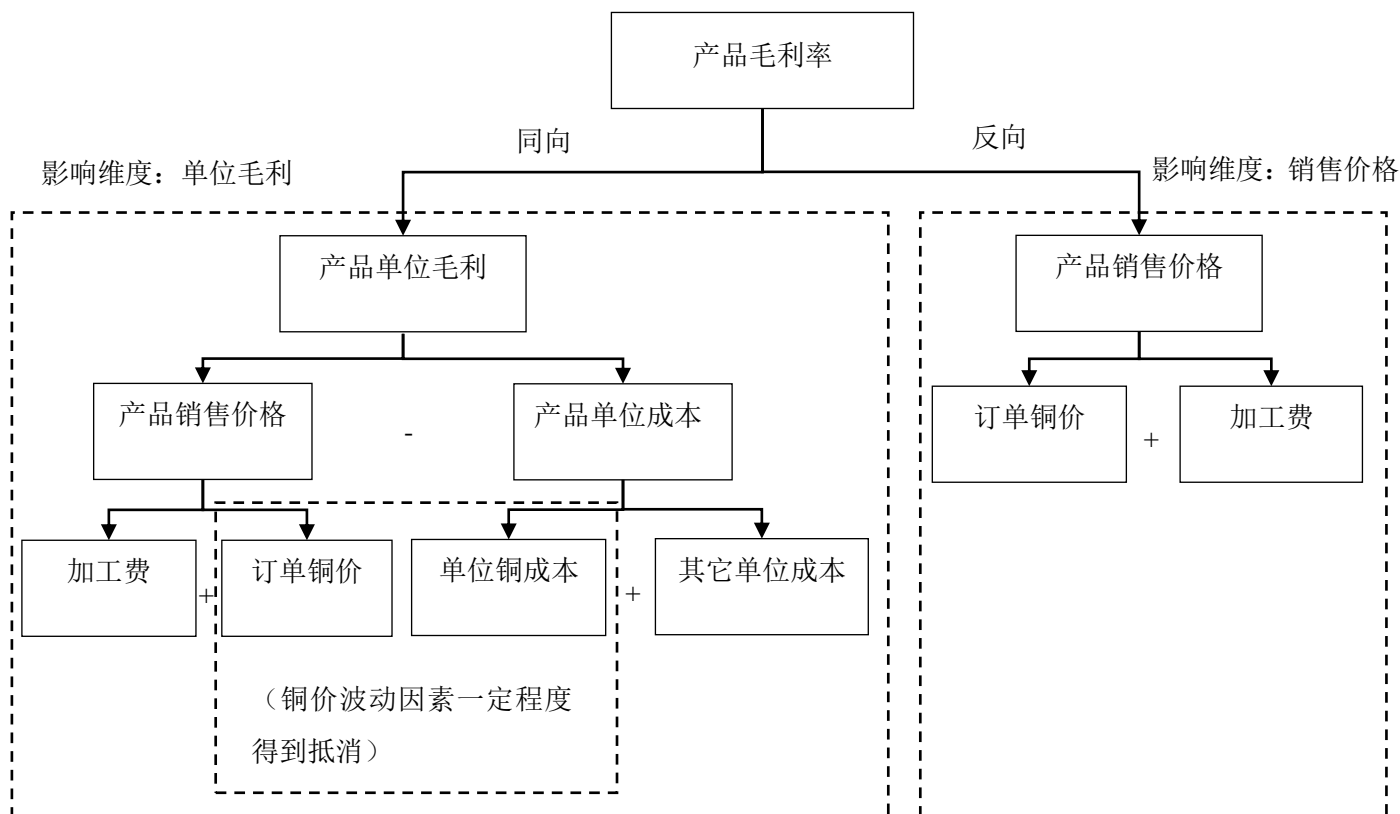 产品毛利率
同向
反向
影响维度：单位毛利
影响维度：销售价格
产品单位毛利
产品销售价格
产品销售价格
-
产品单位成本
订单铜价
+
加工费
加工费
+
订单铜价
单位铜成本
+
其它单位成本
（铜价波动因素一定程度
得到抵消）